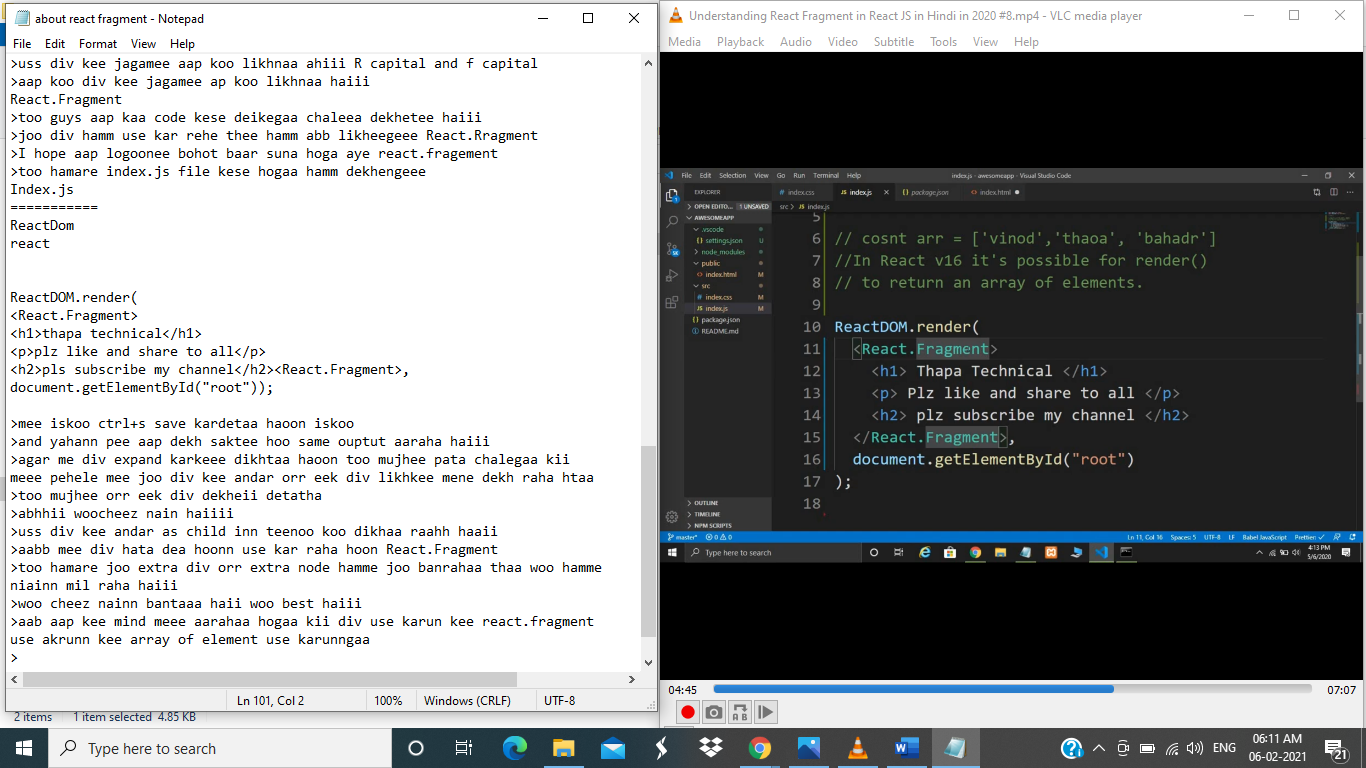 about react fragment - Notepad
File Edit Format View Help
>uss div kee jagamee aap koo likhnaa ahiii R capital and f capital
>aap koo div kee jagamee ap koo likhnaa haiii
React.Fragment
>too guys aap kaa code kese deikegaa chaleea dekhetee haiii
>joo div hamm use kar rehe thee hamm abb likheegeee React.Rragment
>I hope aap logoonee bohot baar suna hoga aye react.fragement
>too hamare index.js file kese hogaa hamm dekhengeee
Index.js
===========
ReactDom
react
ReactDOM.render(
<React.Fragment>
<h1>thapa technical</h1>
<p>plz like and share to all</p>
<h2>pls subscribe my channel</h2><React.Fragment>,
document.getElementById("root"));
>mee iskoo ctrl+s save kardetaa haoon iskoo
>and yahann pee aap dekh saktee hoo same ouptut aaraha haiii
>agar me div expand karkeee dikhtaa haoon too mujhee pata chalegaa kii
meee pehele mee joo div kee andar orr eek div likhkee mene dekh raha htaa
>too mujhee orr eek div dekheii detatha
>abhhii woocheez nain haiiii
>uss div kee andar as child inn teenoo koo dikhaa raahh haaii
>aabb mee div hata dea hoonn use kar raha hoon React.Fragment
>too hamare joo extra div orr extra node hamme joo banrahaa thaa woo hamme
niainn mil raha haiii
>woo cheez nainn bantaaa haii woo best haiii
>aab aap kee mind meee aarahaa hogaa kii div use karun kee react.fragment
use akrunn kee array of element use karunngaa
>
Ln 101, Col 2 100% Windows (CRLF) UTF-8
2 items 1 item selected 4.85 KB
Understanding React Fragment in React JS in Hindi in 2020 #8.mp4 - VLC media player
Media Playback Audio Video Subtitle Tools View Help
File Edit Selection View Go Run Terminal Help index.js - awesomeapp - Visual Studio Code
EXPLORER
OPEN EDITO... 1 UNSAVED
AWESOMEAPP
.vscode
settings.json U
node_modules
public
index.html M
src
index.css M
index.js M
package.json
README.md
OUTLINE
TIMELINE
NPM SCRIPTS
index.css JS index.js package.json index.html
src > JS index.js
5
6 // cosnt arr = ['vinod','thaoa', 'bahadr']
7 //In React v16 it's possible for render()
8 // to return an array of elements.
9
10 ReactDOM.render(
11 <React.Fragment>
12 <h1> Thapa Technical </h1>
13 <p> Plz like and share to all </p>
14 <h2> plz subscribe my channel </h2>
15 </React.Fragment>,
16 document.getElementById("root")
17 );
18
master* 0 0 Ln 11, Col 16 Spaces: 5 UTF-8 LF Babel JavaScript Prettier: ✓
Type here to search 4:13 PM
5/6/2020
04:45 07:07
Type here to search ENG 06:11 AM
06-02-2021
21